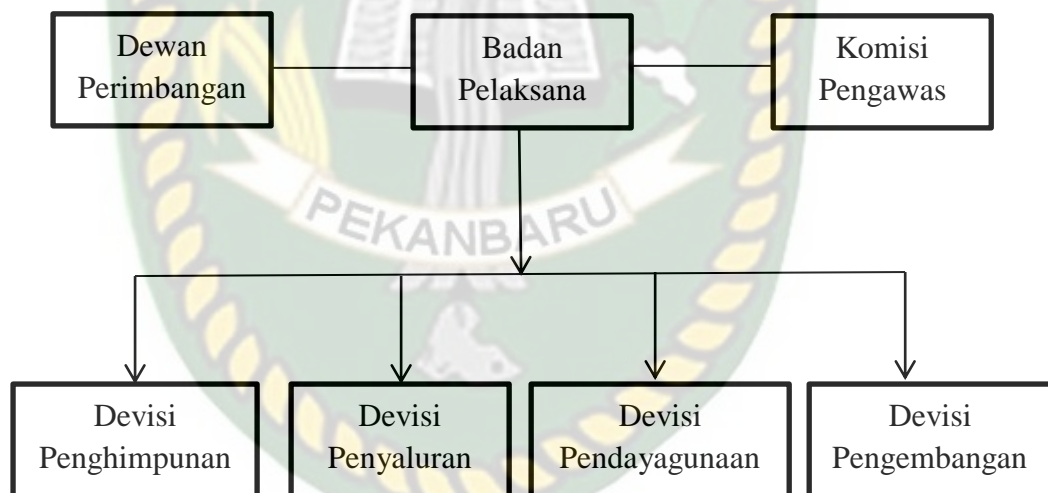 Dewan
Perimbangan
Badan
Pelaksana
Komisi
Pengawas
PEKANBARU
Devisi
Penghimpunan
Devisi
Penyaluran
Devisi
Pendayagunaan
Devisi
Pengembangan